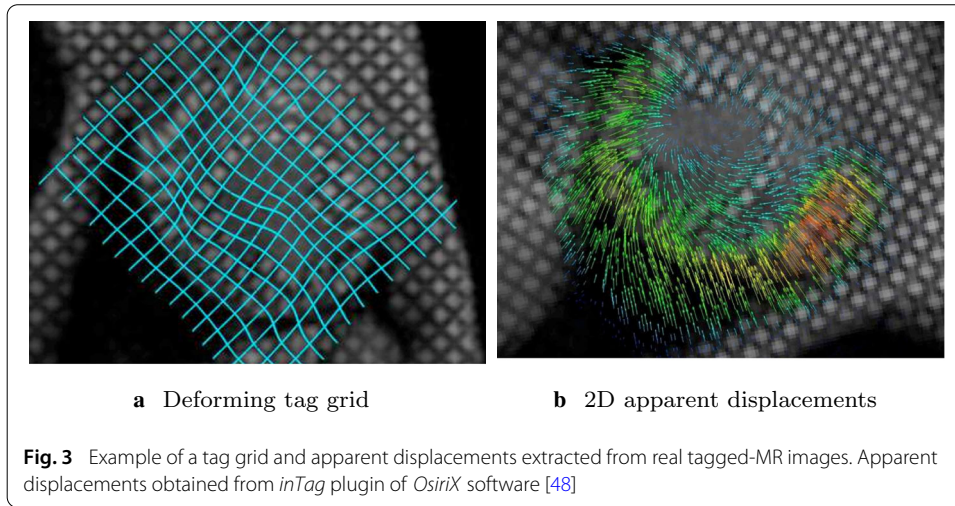 a Deforming tag grid
b 2D apparent displacements
Fig. 3 Example of a tag grid and apparent displacements extracted from real tagged-MR images. Apparent
displacements obtained from inTag plugin of OsiriX software [48]